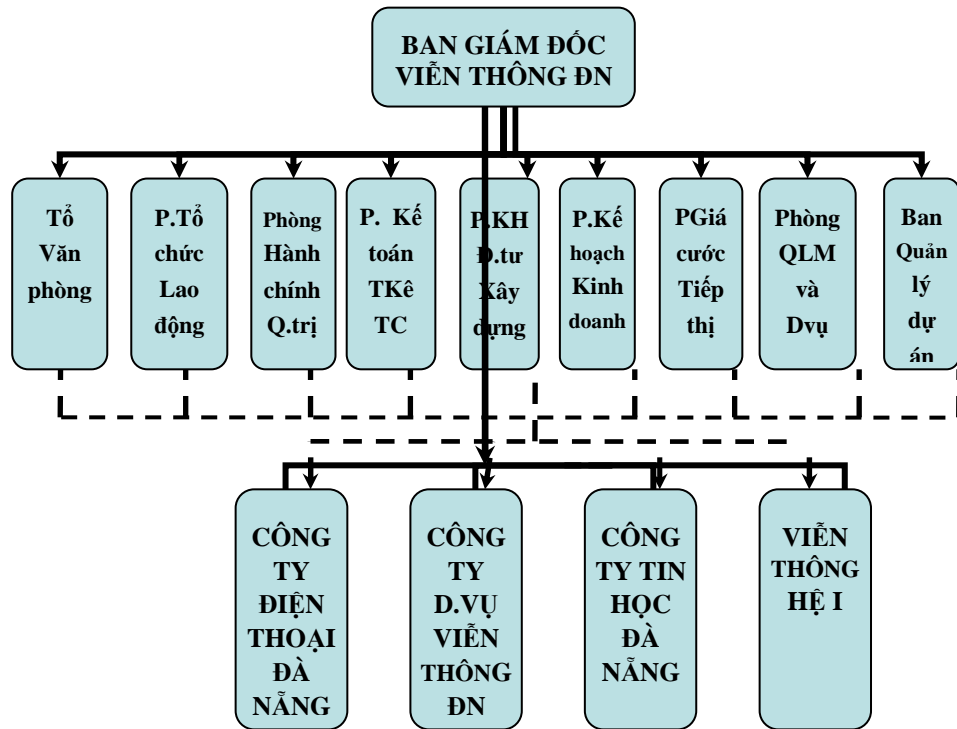 BAN GIÁM ĐỐC
VIỄN THÔNG ĐN
Tổ
Văn
phòng
P.Tổ
chức
Lao
động
Phòng
Hành
chính
Q.trị
P. Kế
toán
TKê
TC
P.KH
Đ.tư
Xây
dựng
P.Kế
hoạch
Kinh
doanh
PGiá
cước
Tiếp
thị
Phòng
QLM
và
Dvụ
Ban
Quản
lý
dự
án
CÔNG
TY
ĐIỆN
THOẠI
ĐÀ
NẴNG
CÔNG
TY
D.VỤ
VIỄN
THÔNG
ĐN
CÔNG
TY TIN
HỌC
ĐÀ
NẴNG
VIỄN
THÔNG
HỆ I